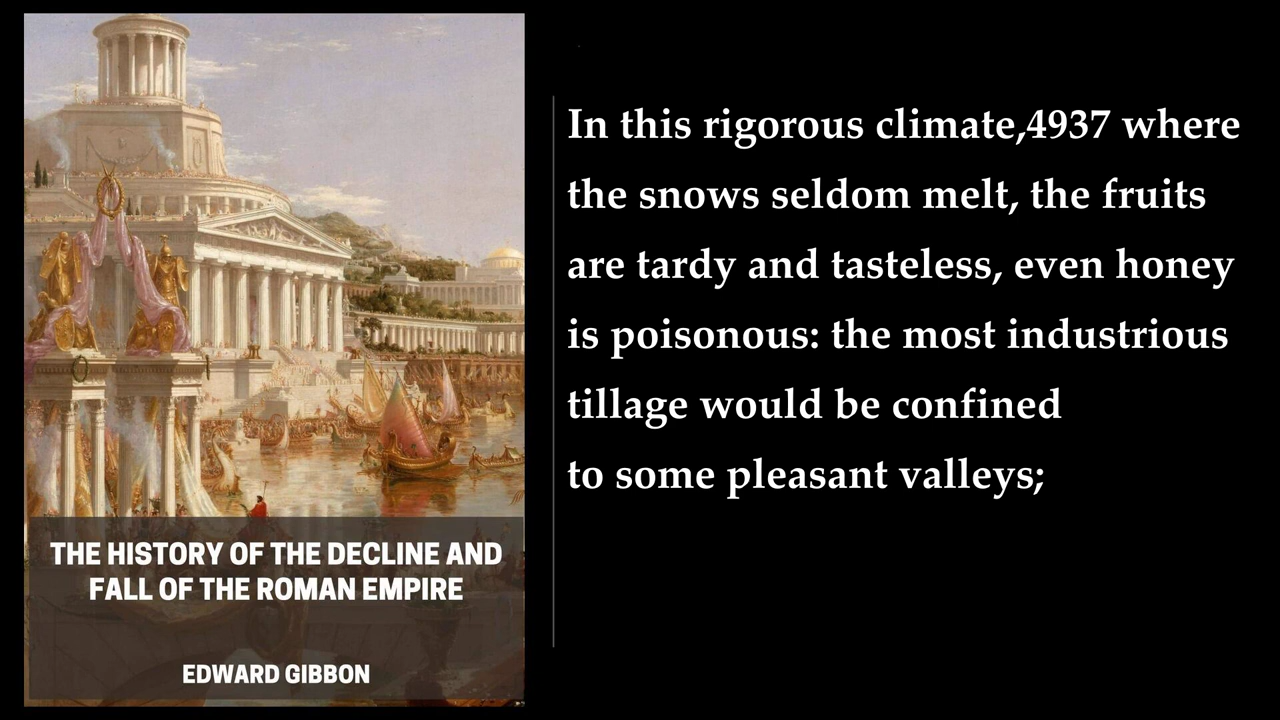 In this rigorous climate,4937 where
the snows seldom melt, the fruits
are tardy and tasteless, even honey
is poisonous: the most industrious
tillage would be confined
to some pleasant valleys;
THE HISTORY OF THE DECLINE AND
FALL OF THE ROMAN EMPIRE
EDWARD GIBBON